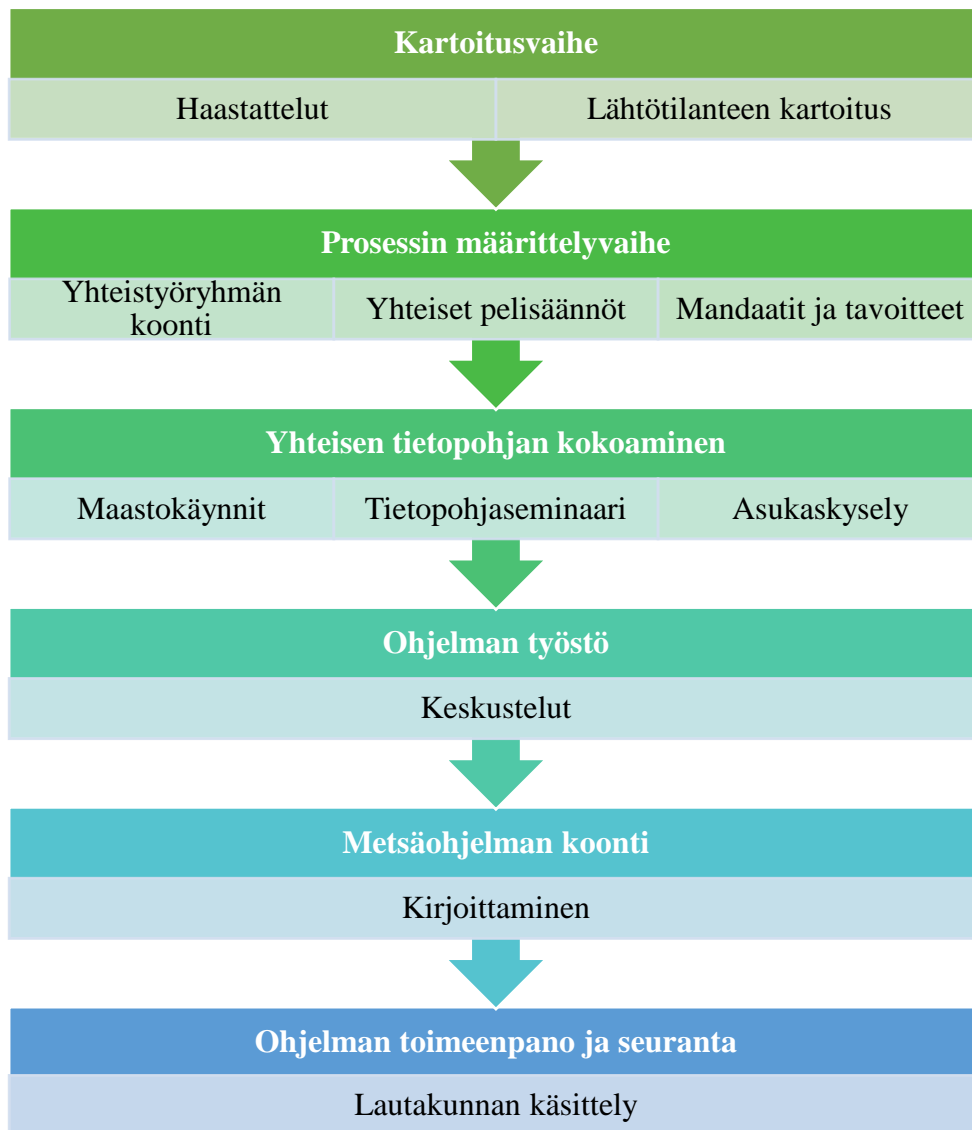 Kartoitusvaihe
Haastattelut
Lähtötilanteen kartoitus
Prosessin määrittelyvaihe
Yhteistyöryhmän
koonti
Yhteiset pelisäännöt
Mandaatit ja tavoitteet
Yhteisen tietopohjan kokoaminen
Maastokäynnit
Tietopohjaseminaari
Asukaskysely
Ohjelman työstö
Keskustelut
Metsäohjelman koonti
Kirjoittaminen
Ohjelman toimeenpano ja seuranta
Lautakunnan käsittely